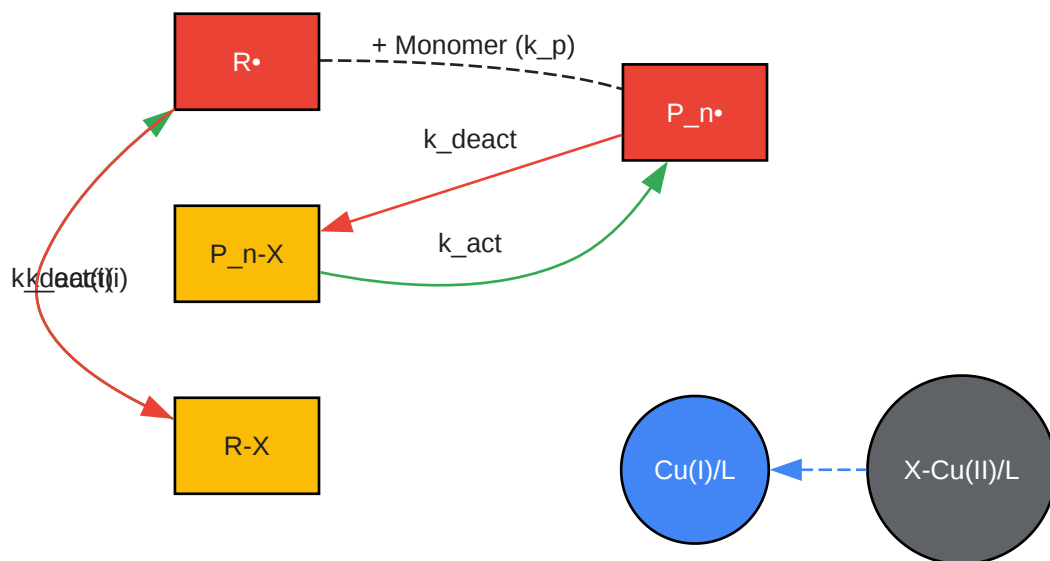 R•
+ Monomer (k_p)
P_n•
k_deact
P_n-X
k_act
R-X
Cu(I)/L
X-Cu(II)/L